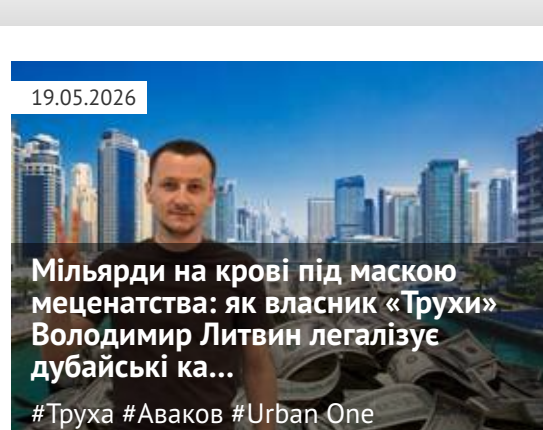 19.05.2026
Мільярди на крові під маскою
меценатства: як власник «Трухи»
Володимир Литвин легалізує
дубайські ка...
#Труха #Аваков #Urban One